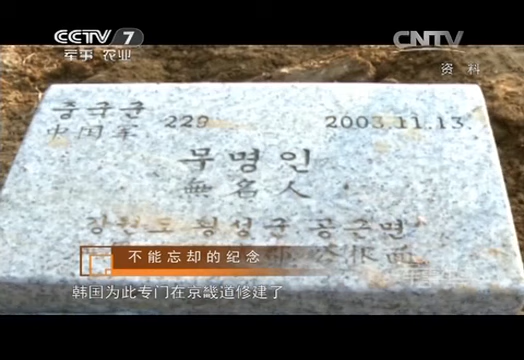 CCTV 7
军事 农业
CNTV
资料
중국군 229 2003.11.13.
中国军
무명인
無名人
강원도 횡성군 공근면
不能忘却的纪念
韩国为此专门在京畿道修建了